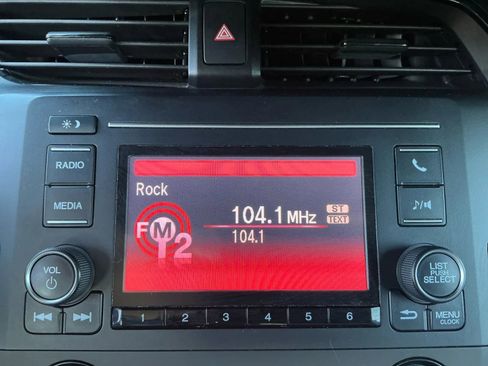 RADIO
MEDIA
VOL
Rock
104.1 MHz
ST
TEXT
104.1
FM
2
LIST
PUSH
SELECT
1 2 3 4 5 6
MENU
CLOCK